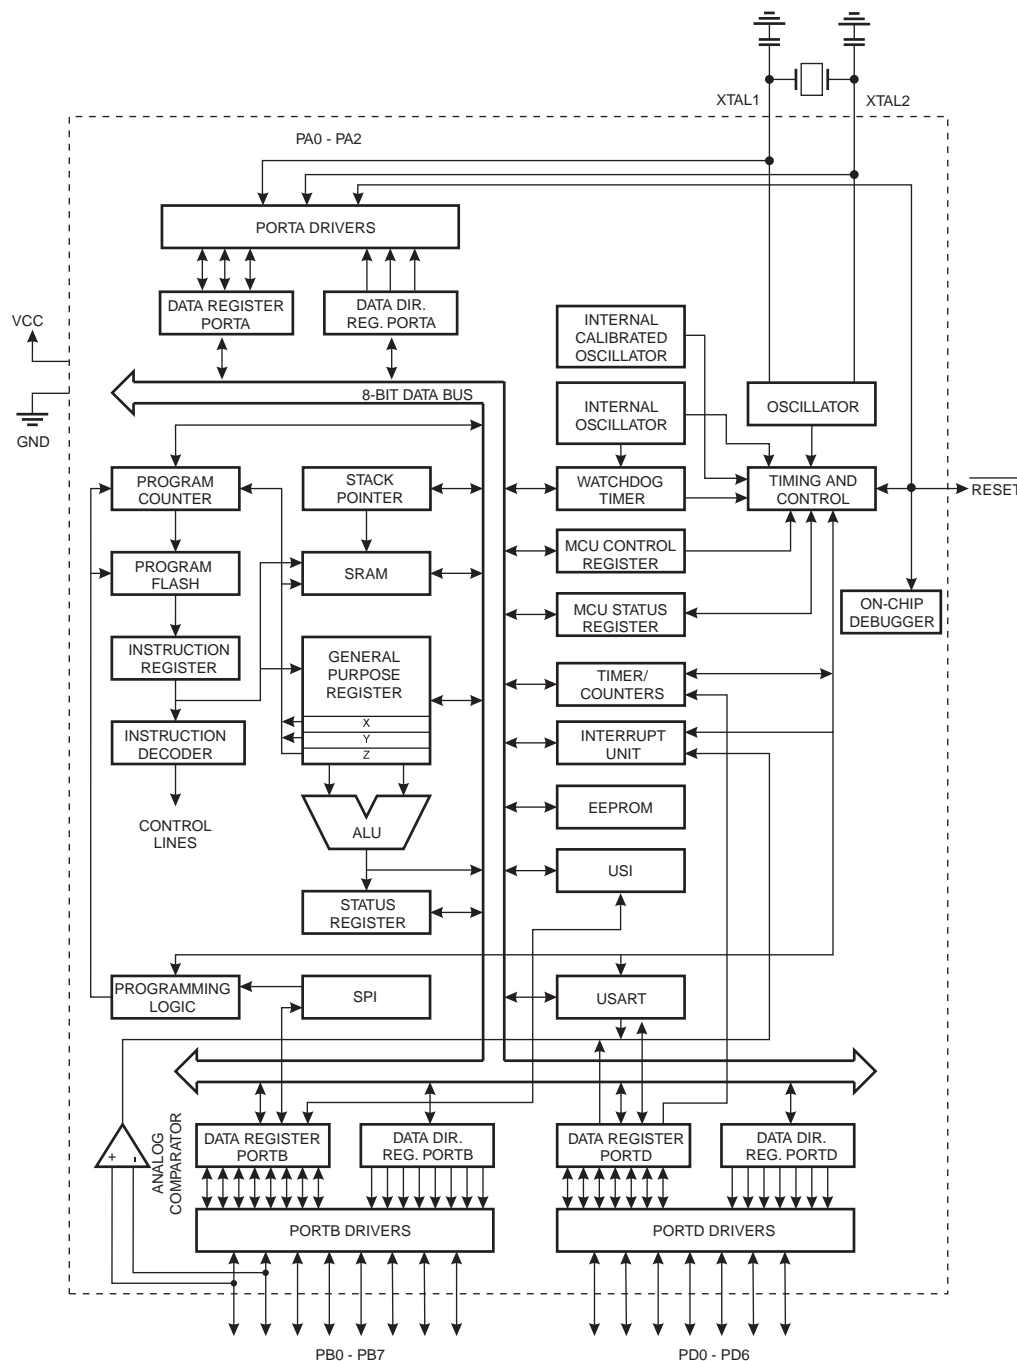 XTAL1
XTAL2
PA0 - PA2
PORTA DRIVERS
DATA REGISTER
PORTA
DATA DIR.
REG. PORTA
VCC
GND
8-BIT DATA BUS
INTERNAL
CALIBRATED
OSCILLATOR
INTERNAL
OSCILLATOR
OSCILLATOR
PROGRAM
COUNTER
STACK
POINTER
WATCHDOG
TIMER
TIMING AND
CONTROL
RESET
PROGRAM
FLASH
SRAM
MCU CONTROL
REGISTER
MCU STATUS
REGISTER
ON-CHIP
DEBUGGER
INSTRUCTION
REGISTER
GENERAL
PURPOSE
REGISTER
X
Y
Z
TIMER/
COUNTERS
INSTRUCTION
DECODER
INTERRUPT
UNIT
CONTROL
LINES
ALU
EEPROM
USI
STATUS
REGISTER
PROGRAMMING
LOGIC
SPI
USART
ANALOG
COMPARATOR
+
-
DATA REGISTER
PORTB
DATA DIR.
REG. PORTB
DATA REGISTER
PORTD
DATA DIR.
REG. PORTD
PORTB DRIVERS
PORTD DRIVERS
PB0 - PB7
PD0 - PD6